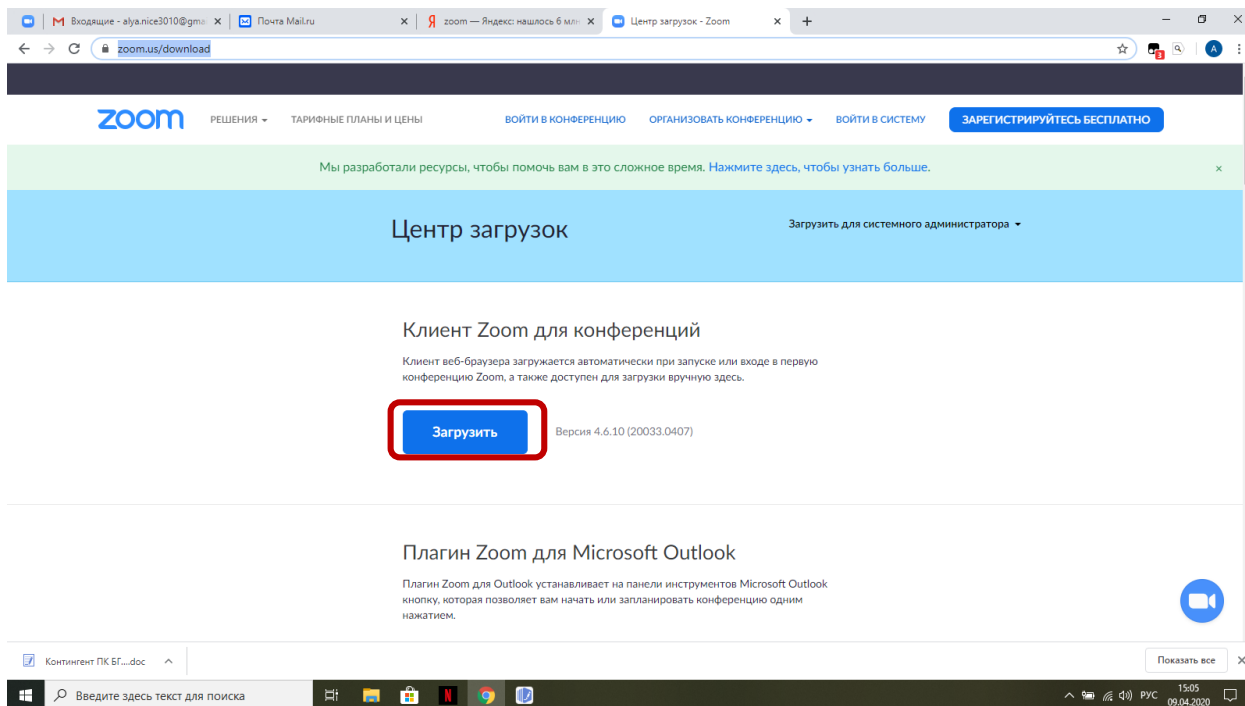 Входящие - alya.nice3010@gma
Почта Mail.ru
zoom — Яндекс: нашлось 6 млн
Центр загрузок - Zoom
zoom.us/download
3
A
zoom
РЕШЕНИЯ
ТАРИФНЫЕ ПЛАНЫ И ЦЕНЫ
ВОЙТИ В КОНФЕРЕНЦИЮ
ОРГАНИЗОВАТЬ КОНФЕРЕНЦИЮ
ВОЙТИ В СИСТЕМУ
ЗАРЕГИСТРИРУЙТЕСЬ БЕСПЛАТНО
Мы разработали ресурсы, чтобы помочь вам в это сложное время. Нажмите здесь, чтобы узнать больше.
Центр загрузок
Загрузить для системного администратора
Клиент Zoom для конференций
Клиент веб-браузера загружается автоматически при запуске или входе в первую
конференцию Zoom, а также доступен для загрузки вручную здесь.
Загрузить
Версия 4.6.10 (20033.0407)
Плагин Zoom для Microsoft Outlook
Плагин Zoom для Outlook устанавливает на панели инструментов Microsoft Outlook
кнопку, которая позволяет вам начать или запланировать конференцию одним
нажатием.
Контингент ПК БГ....doc
Показать все
Введите здесь текст для поиска
N
РУС
15:05
09.04.2020